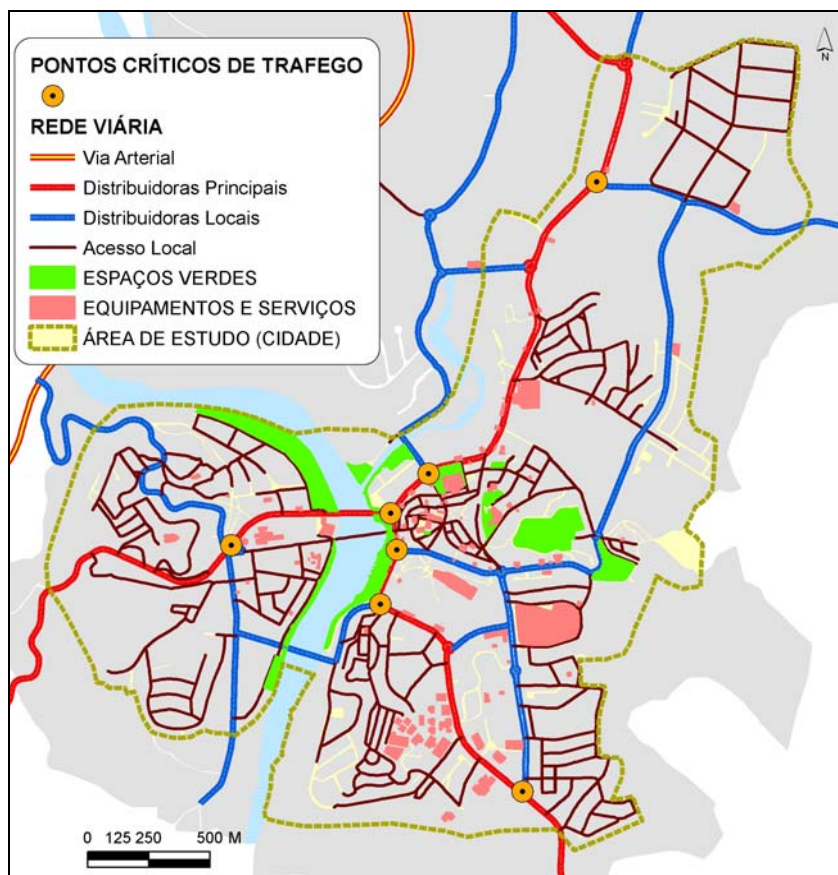 PONTOS CRÍTICOS DE TRAFEGO
REDE VIÁRIA
Via Arterial
Distribuidoras Principais
Distribuidoras Locais
Acesso Local
ESPAÇOS VERDES
EQUIPAMENTOS E SERVIÇOS
ÁREA DE ESTUDO (CIDADE)
N
0 125 250 500 M